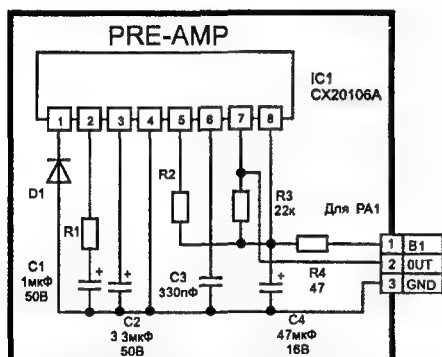 PRE-AMP
IC1
CX20106A
1 2 3 4 5 6 7 8
D1
R1
R2
R3
22к
Для PA1
1 B1
2 0UT
3 GND
R4
47
C1
1мкФ
50В
C2
3 3мкФ
50В
C3
330пФ
C4
47мкФ
16В